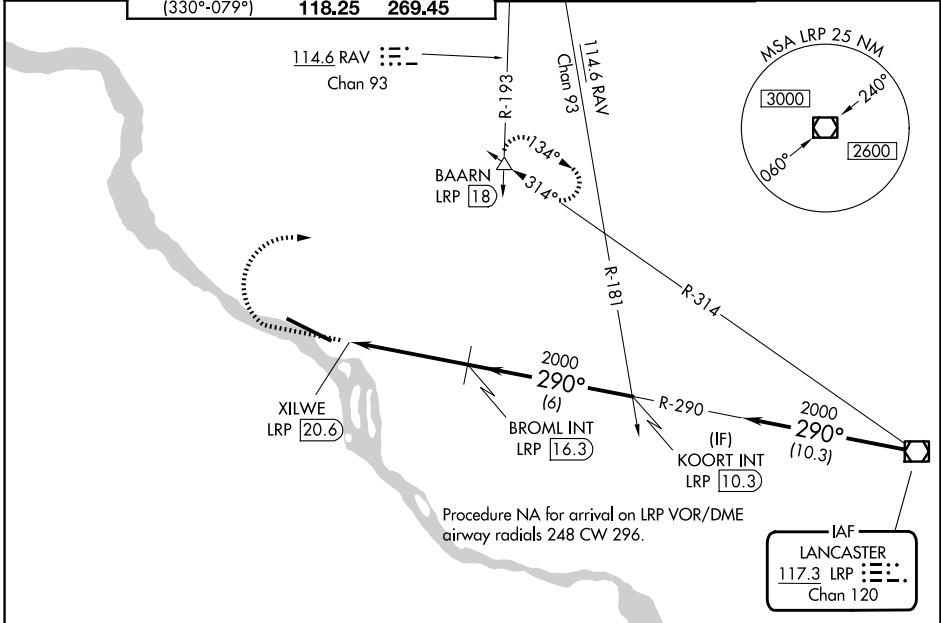 (330°-079°) 118.25 269.45
114.6 RAV
Chan 93
R-193
114.6 RAV
Chan 93
MSA LRP 25 NM
3000
240°
060°
2600
134°
314°
BAARN
LRP 18
R-181
R-314
2000
290°
(6)
R-290
2000
290°
(10.3)
XILWE
LRP 20.6
BROML INT
LRP 16.3
(IF)
KOORT INT
LRP 10.3
Procedure NA for arrival on LRP VOR/DME
airway radials 248 CW 296.
IAF
LANCASTER
117.3 LRP
Chan 120